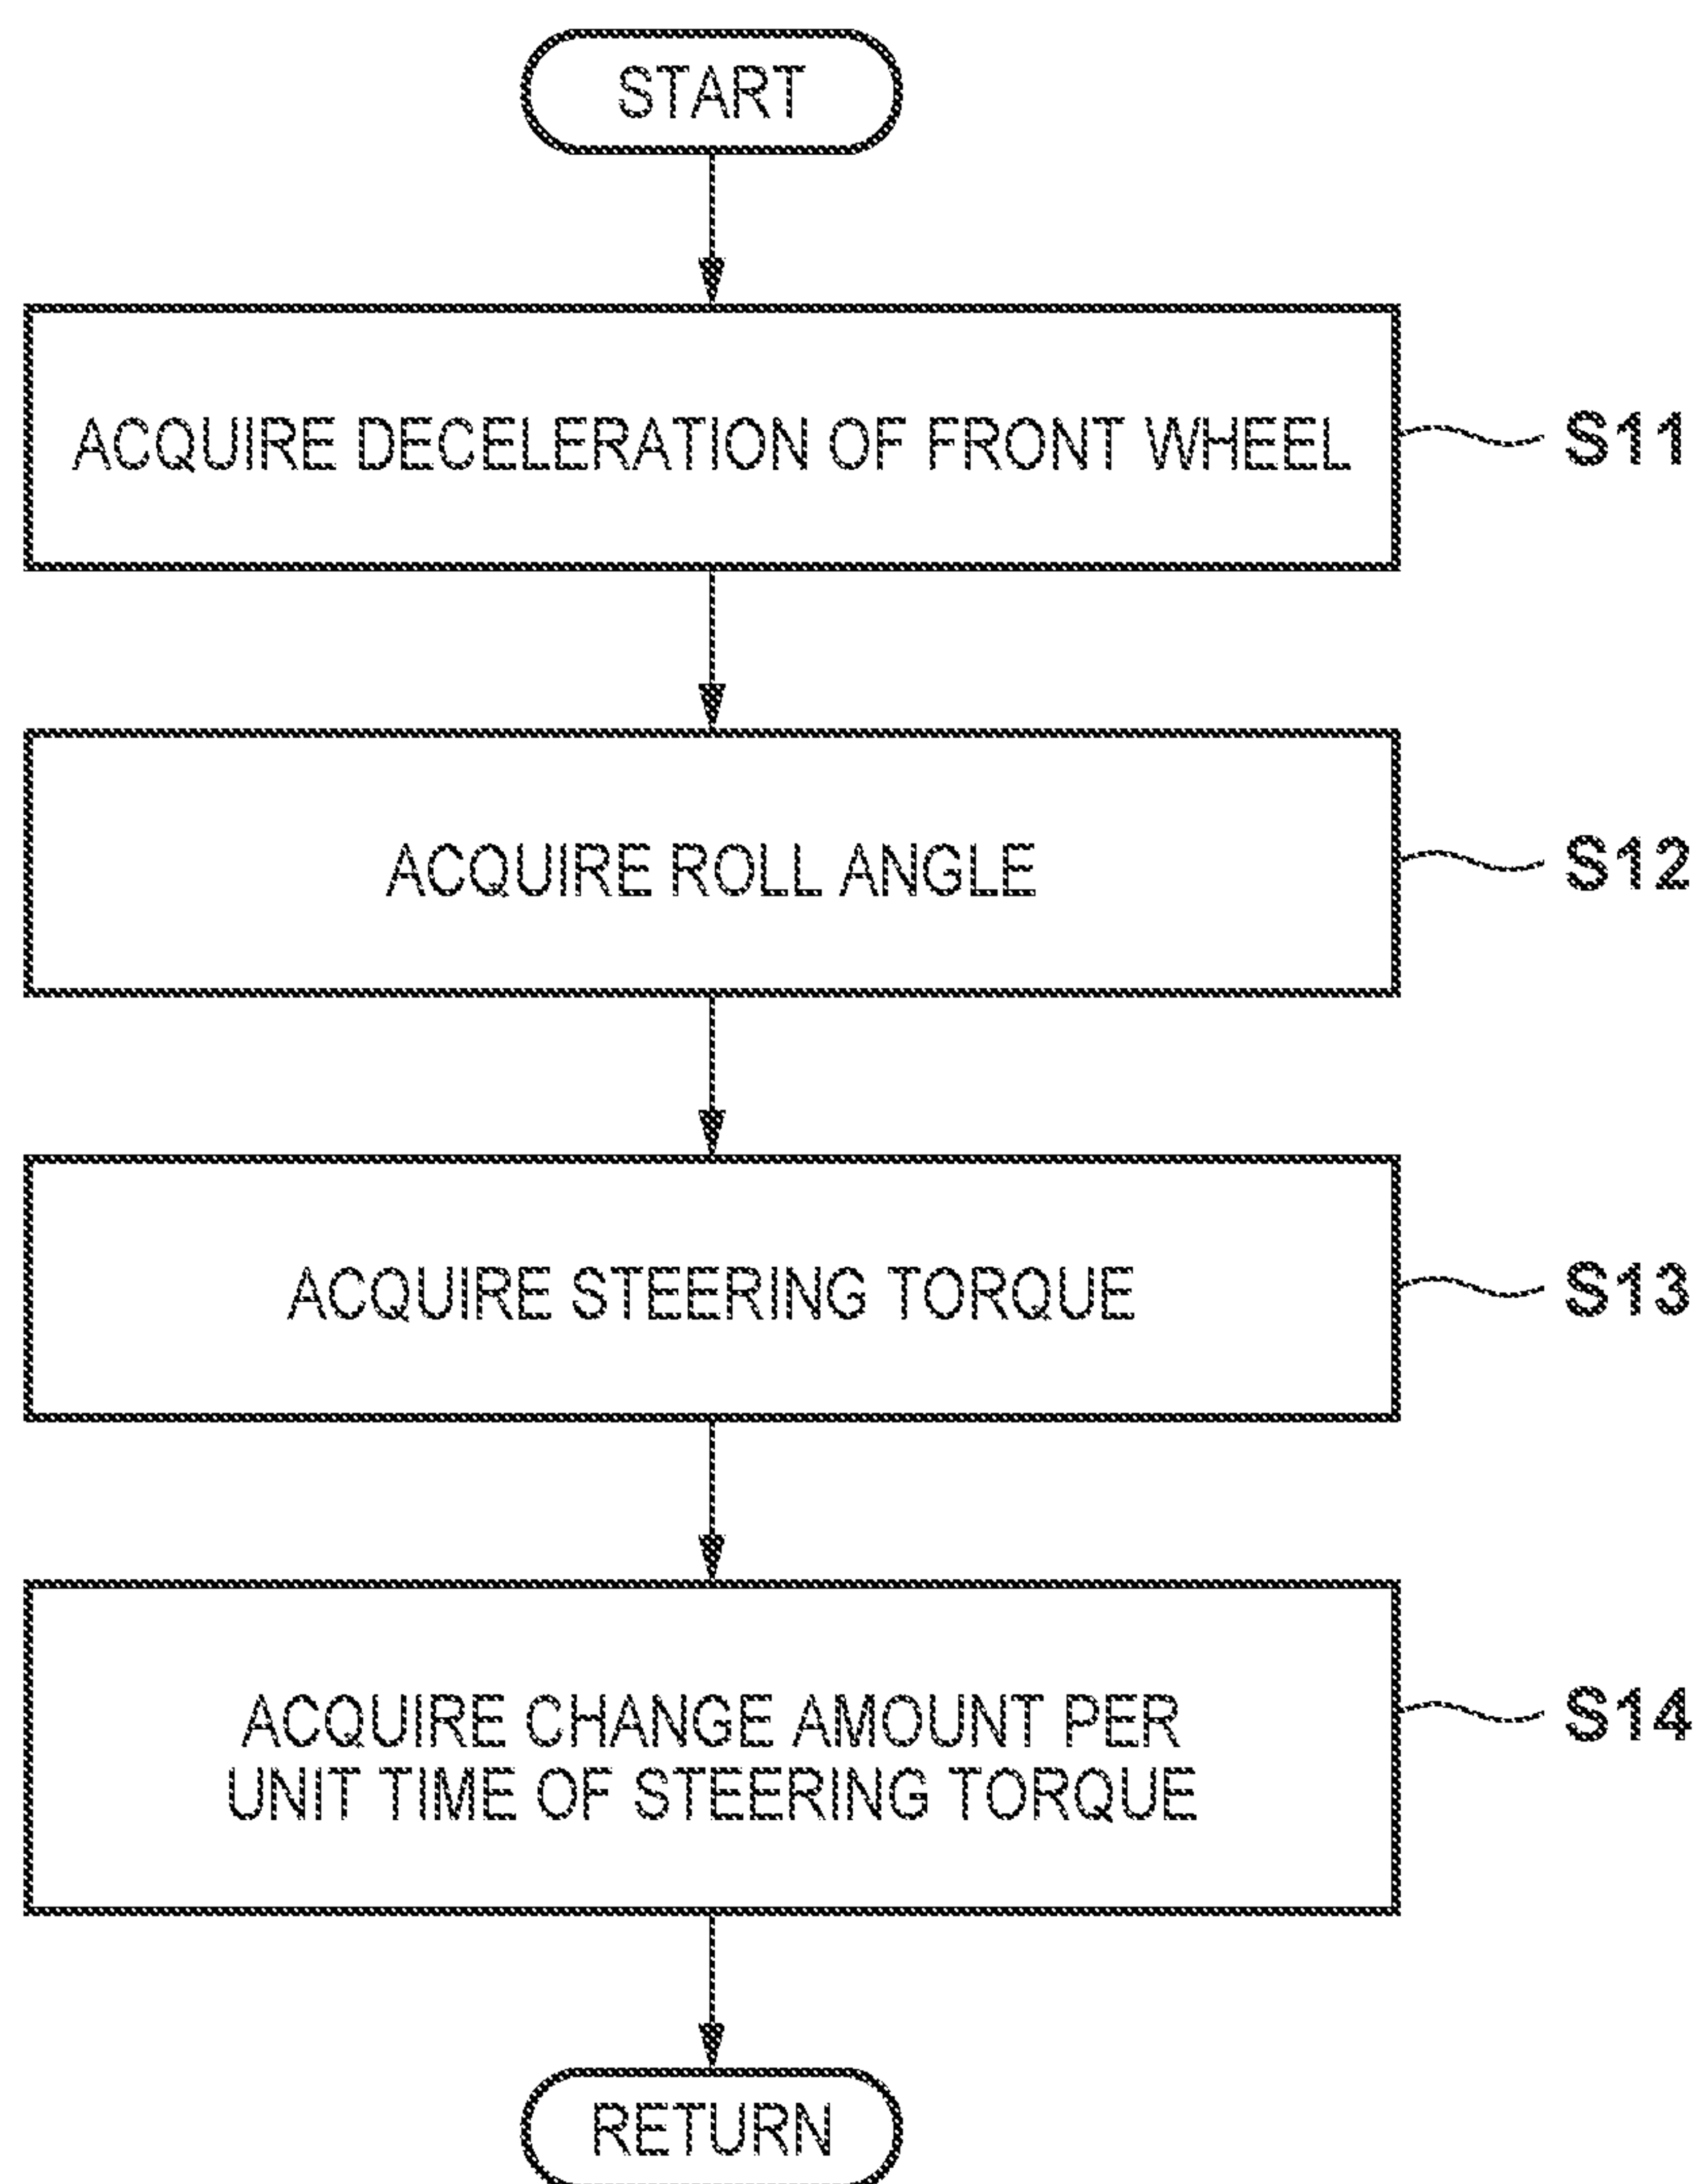 START
ACQUIRE DECELERATION OF FRONT WHEEL
S11
ACQUIRE ROLL ANGLE
S12
ACQUIRE STEERING TORQUE
S13
ACQUIRE CHANGE AMOUNT PER
UNIT TIME OF STEERING TORQUE
S14
RETURN